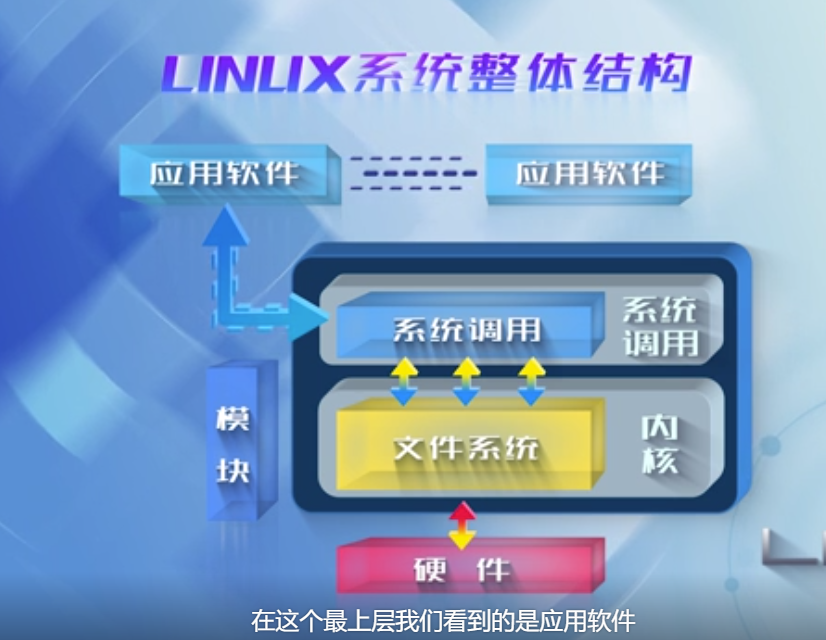 LINUX系统整体结构
应用软件
应用软件
系统调用
系统
调用
模
块
文件系统
内
核
硬 件
在这个最上层我们看到的是应用软件